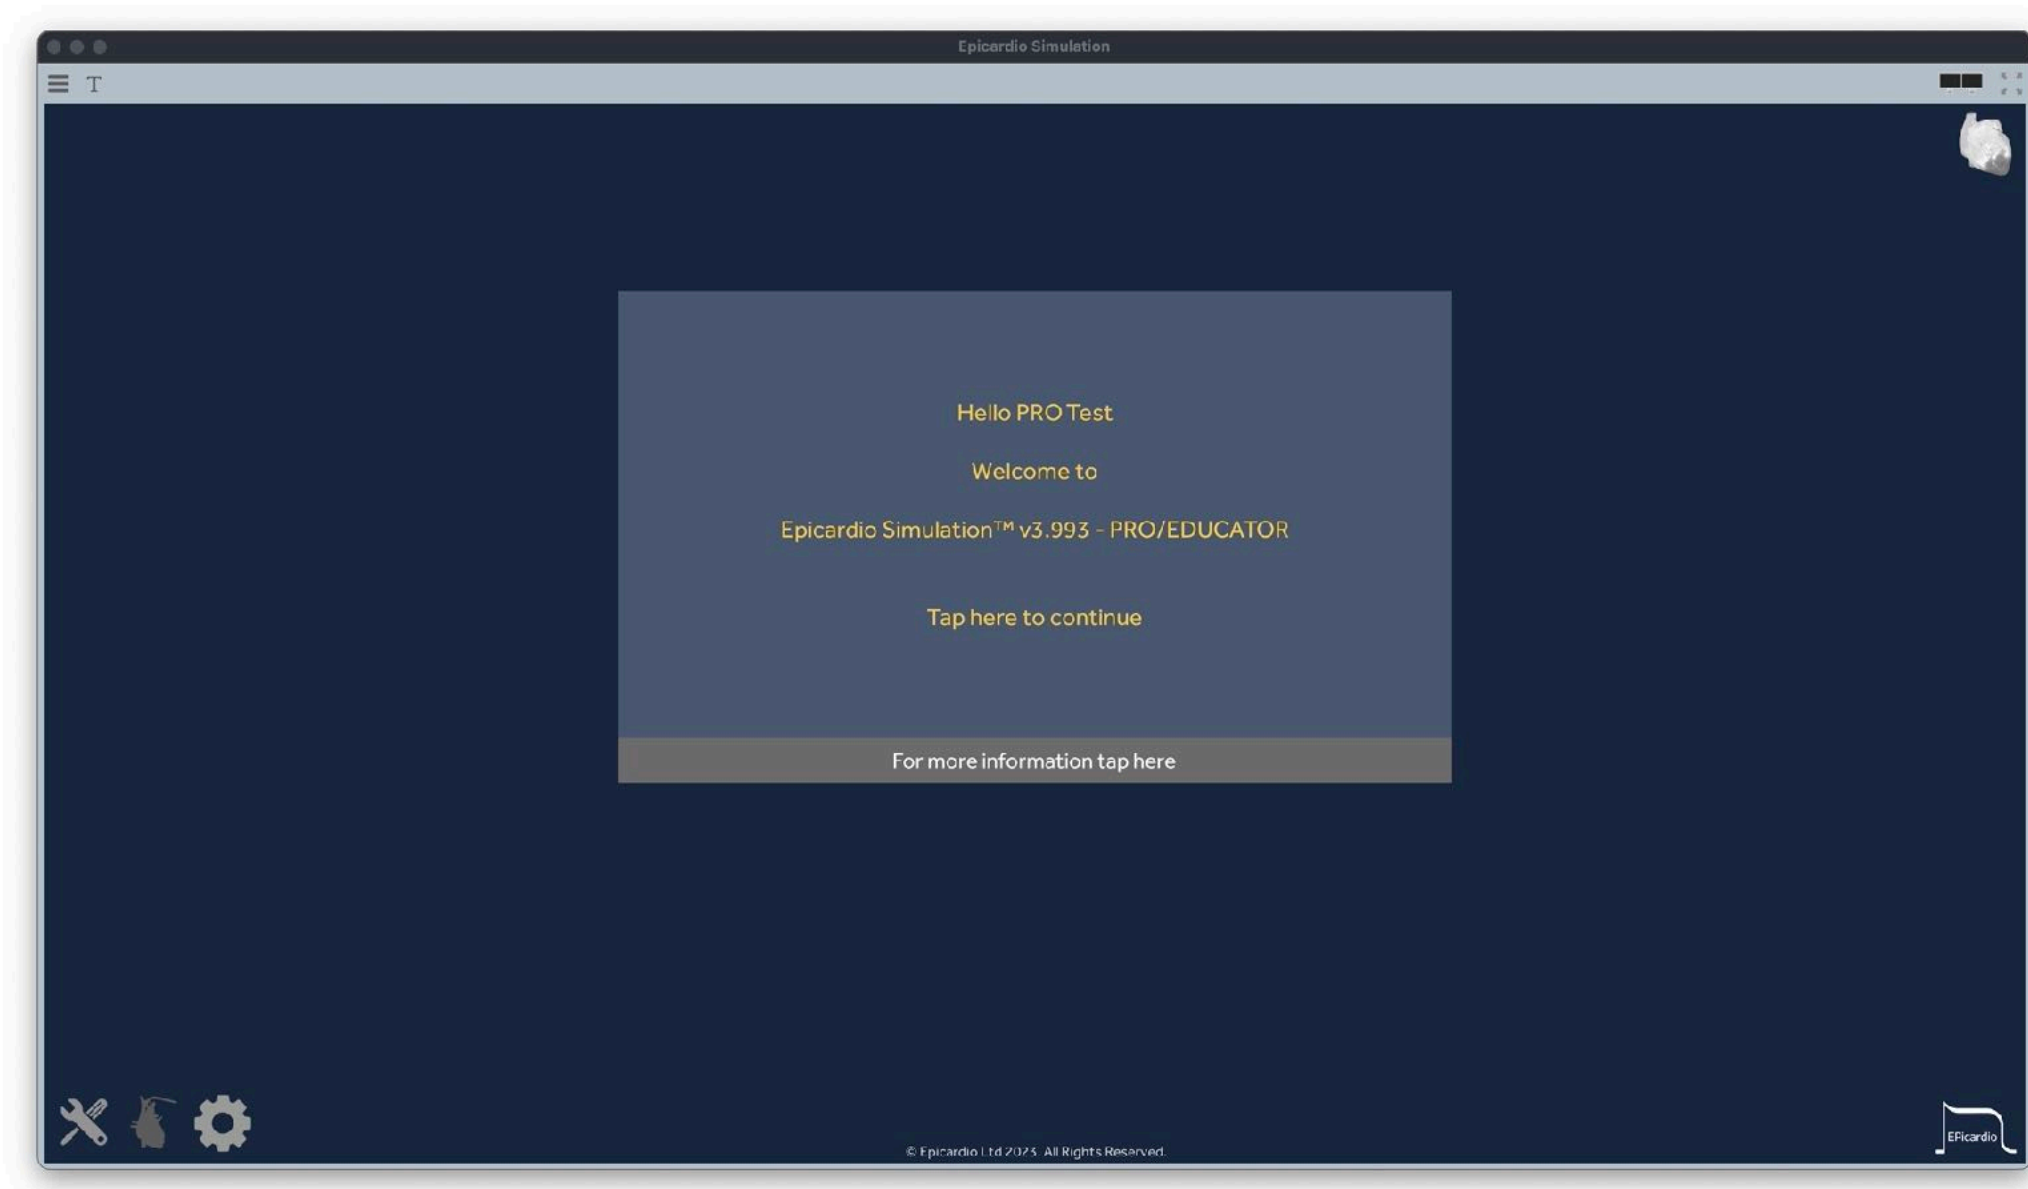 Epicardio Simulation
T
Hello PRO Test
Welcome to
Epicardio Simulation™ v3.993 - PRO/EDUCATOR
Tap here to continue
For more information tap here
EPicardio
© Epicardio Ltd 2023. All Rights Reserved.